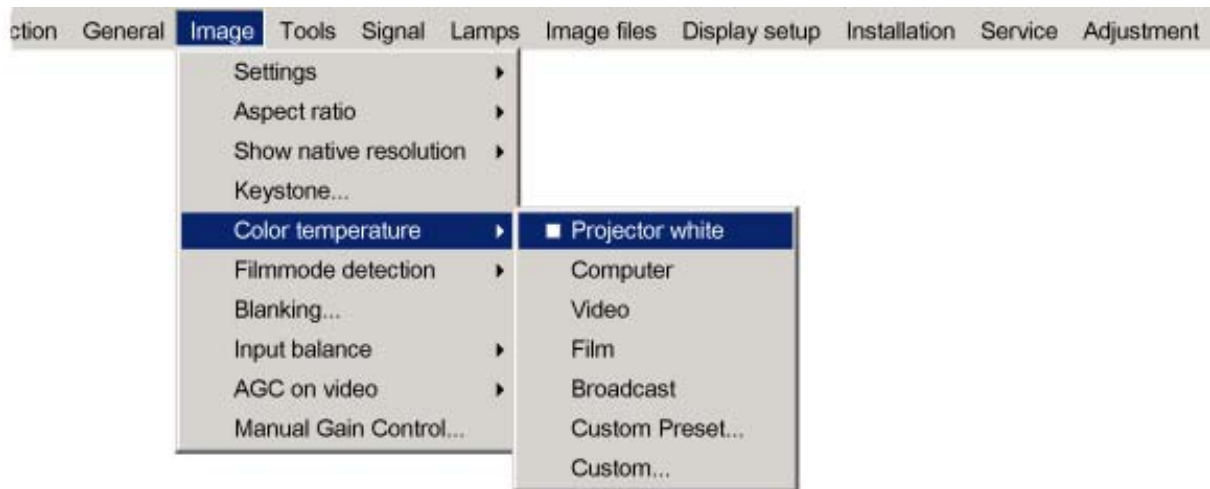 ction General Image Tools Signal Lamps Image files Display setup Installation Service Adjustment
Settings
Aspect ratio
Show native resolution
Keystone...
Color temperature
Filmmode detection
Blanking...
Input balance
AGC on video
Manual Gain Control...
Projector white
Computer
Video
Film
Broadcast
Custom Preset...
Custom...